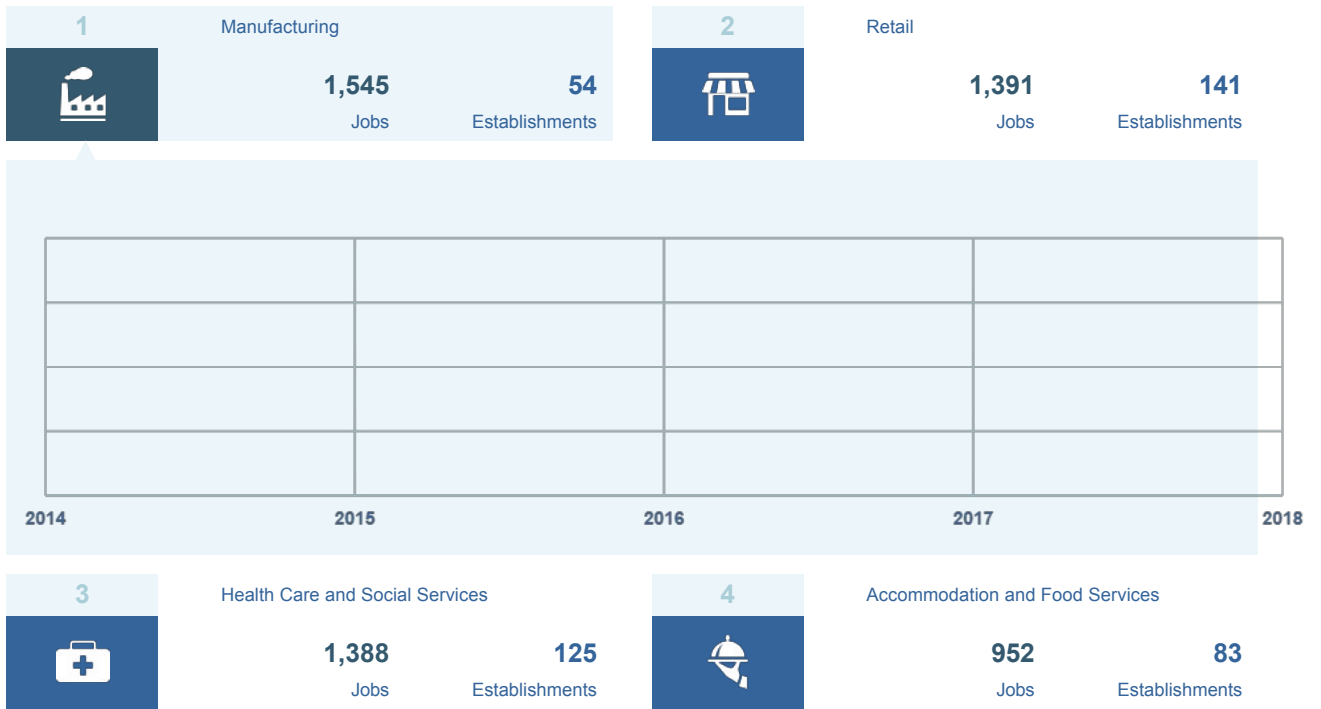 1
Manufacturing
1,545
54
Jobs
Establishments
2
Retail
1,391
141
Jobs
Establishments
2014 2015 2016 2017 2018
3
Health Care and Social Services
1,388
125
Jobs
Establishments
4
Accommodation and Food Services
952
83
Jobs
Establishments